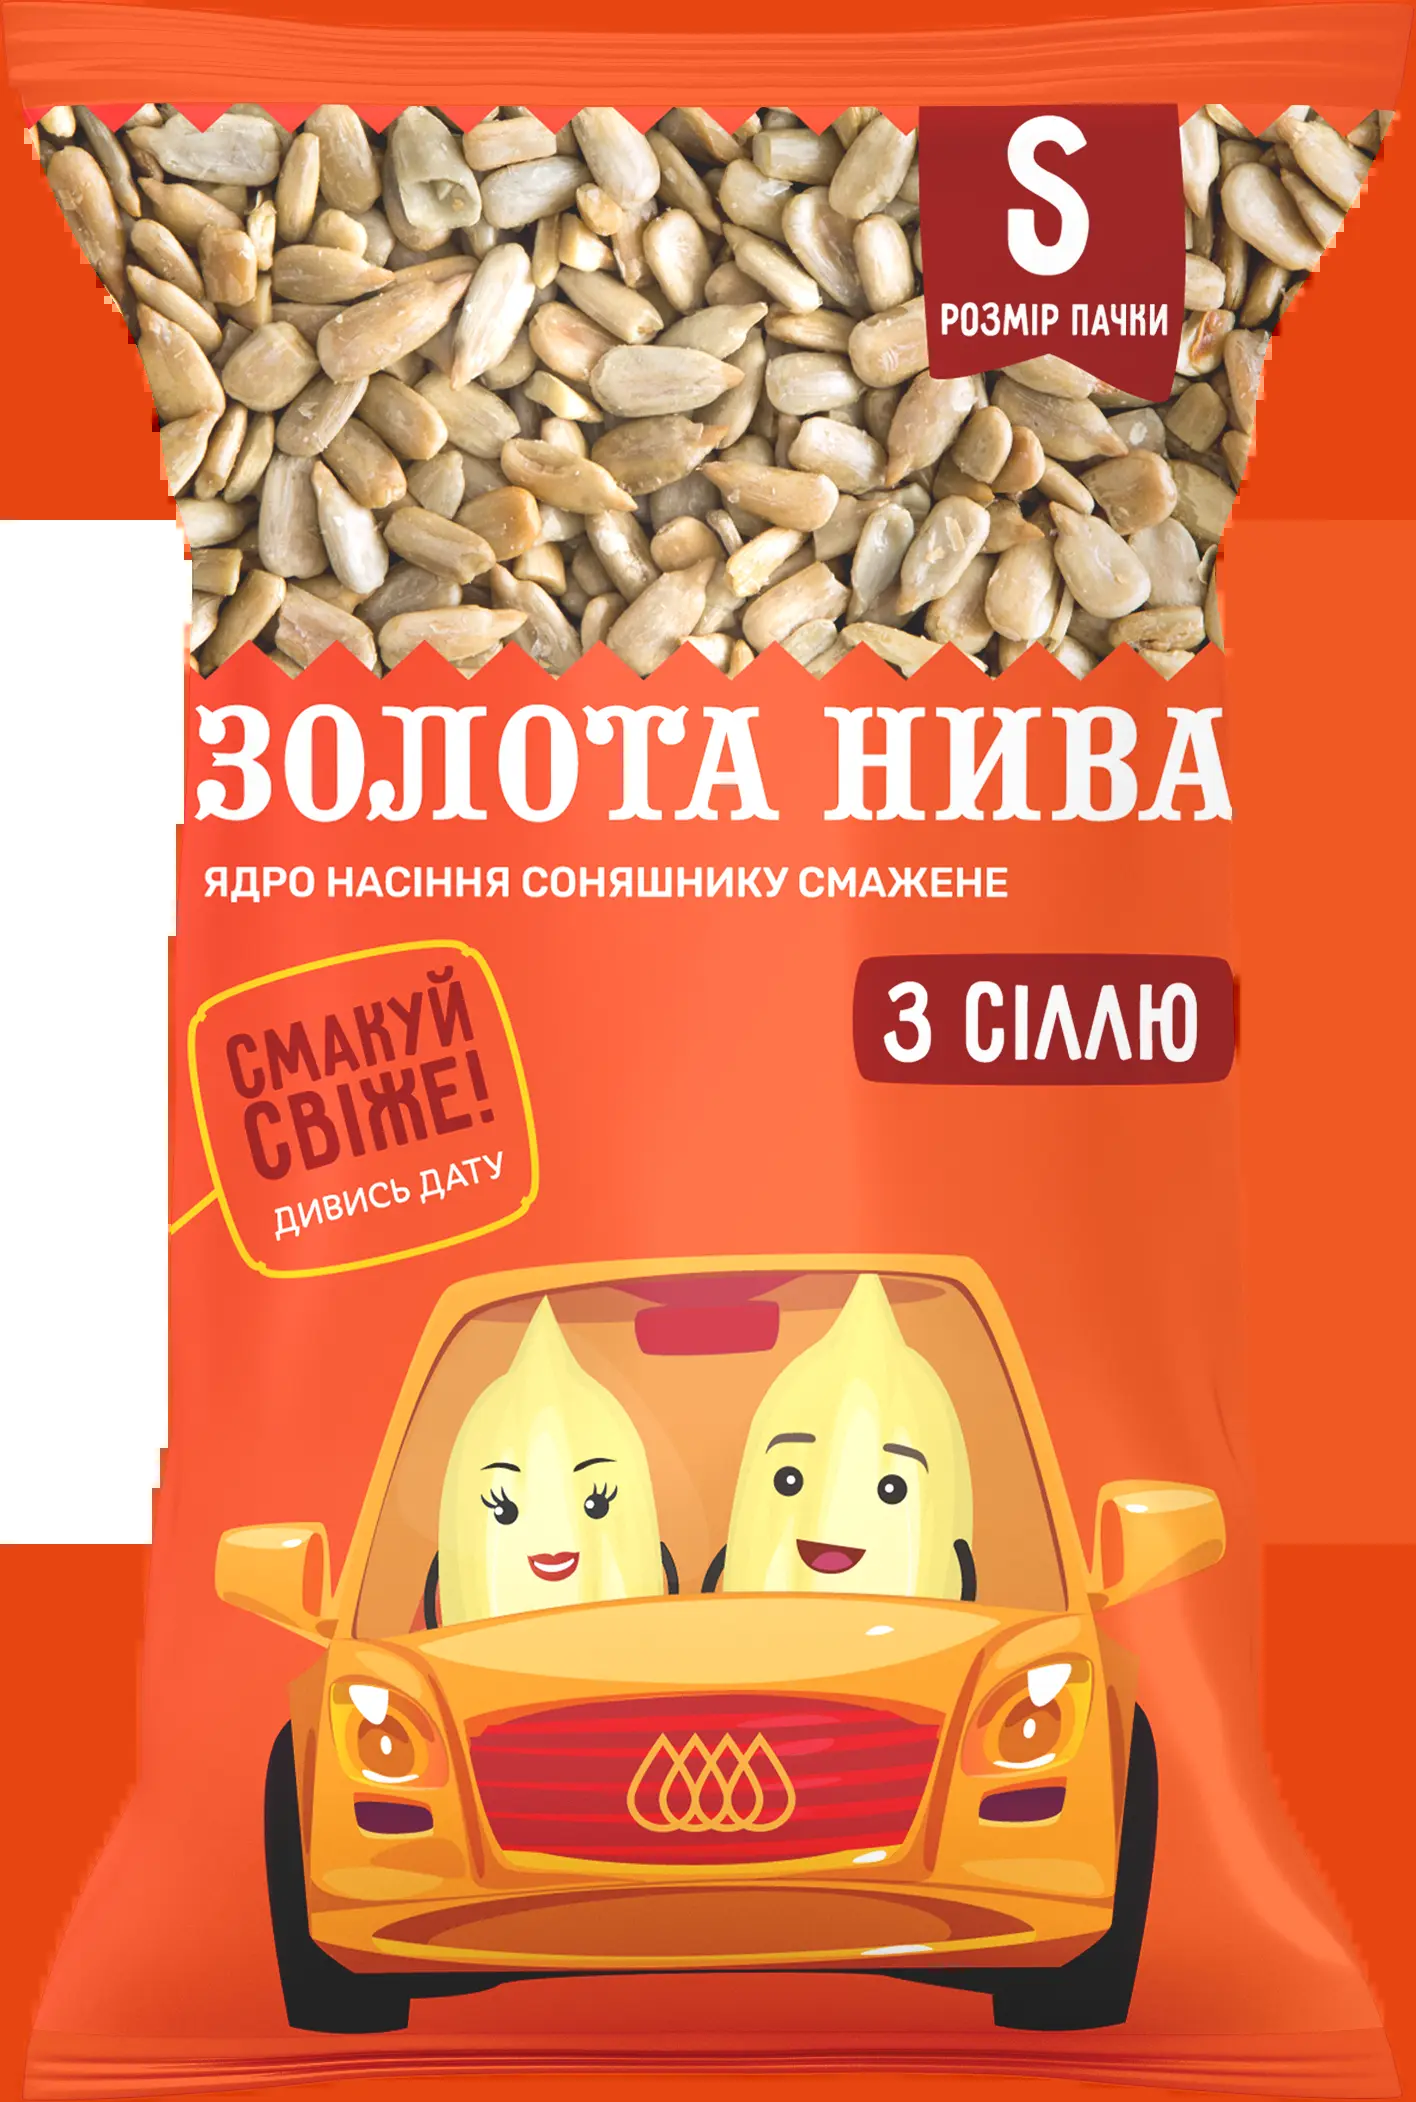 S
РОЗМІР ПАЧКИ
ЗОЛОТА НИВА
ЯДРО НАСІННЯ СОНЯШНИКУ СМАЖЕНЕ
З СІЛЛЮ
СМАКУЙ
СВІЖЕ!
ДИВИСЬ ДАТУ